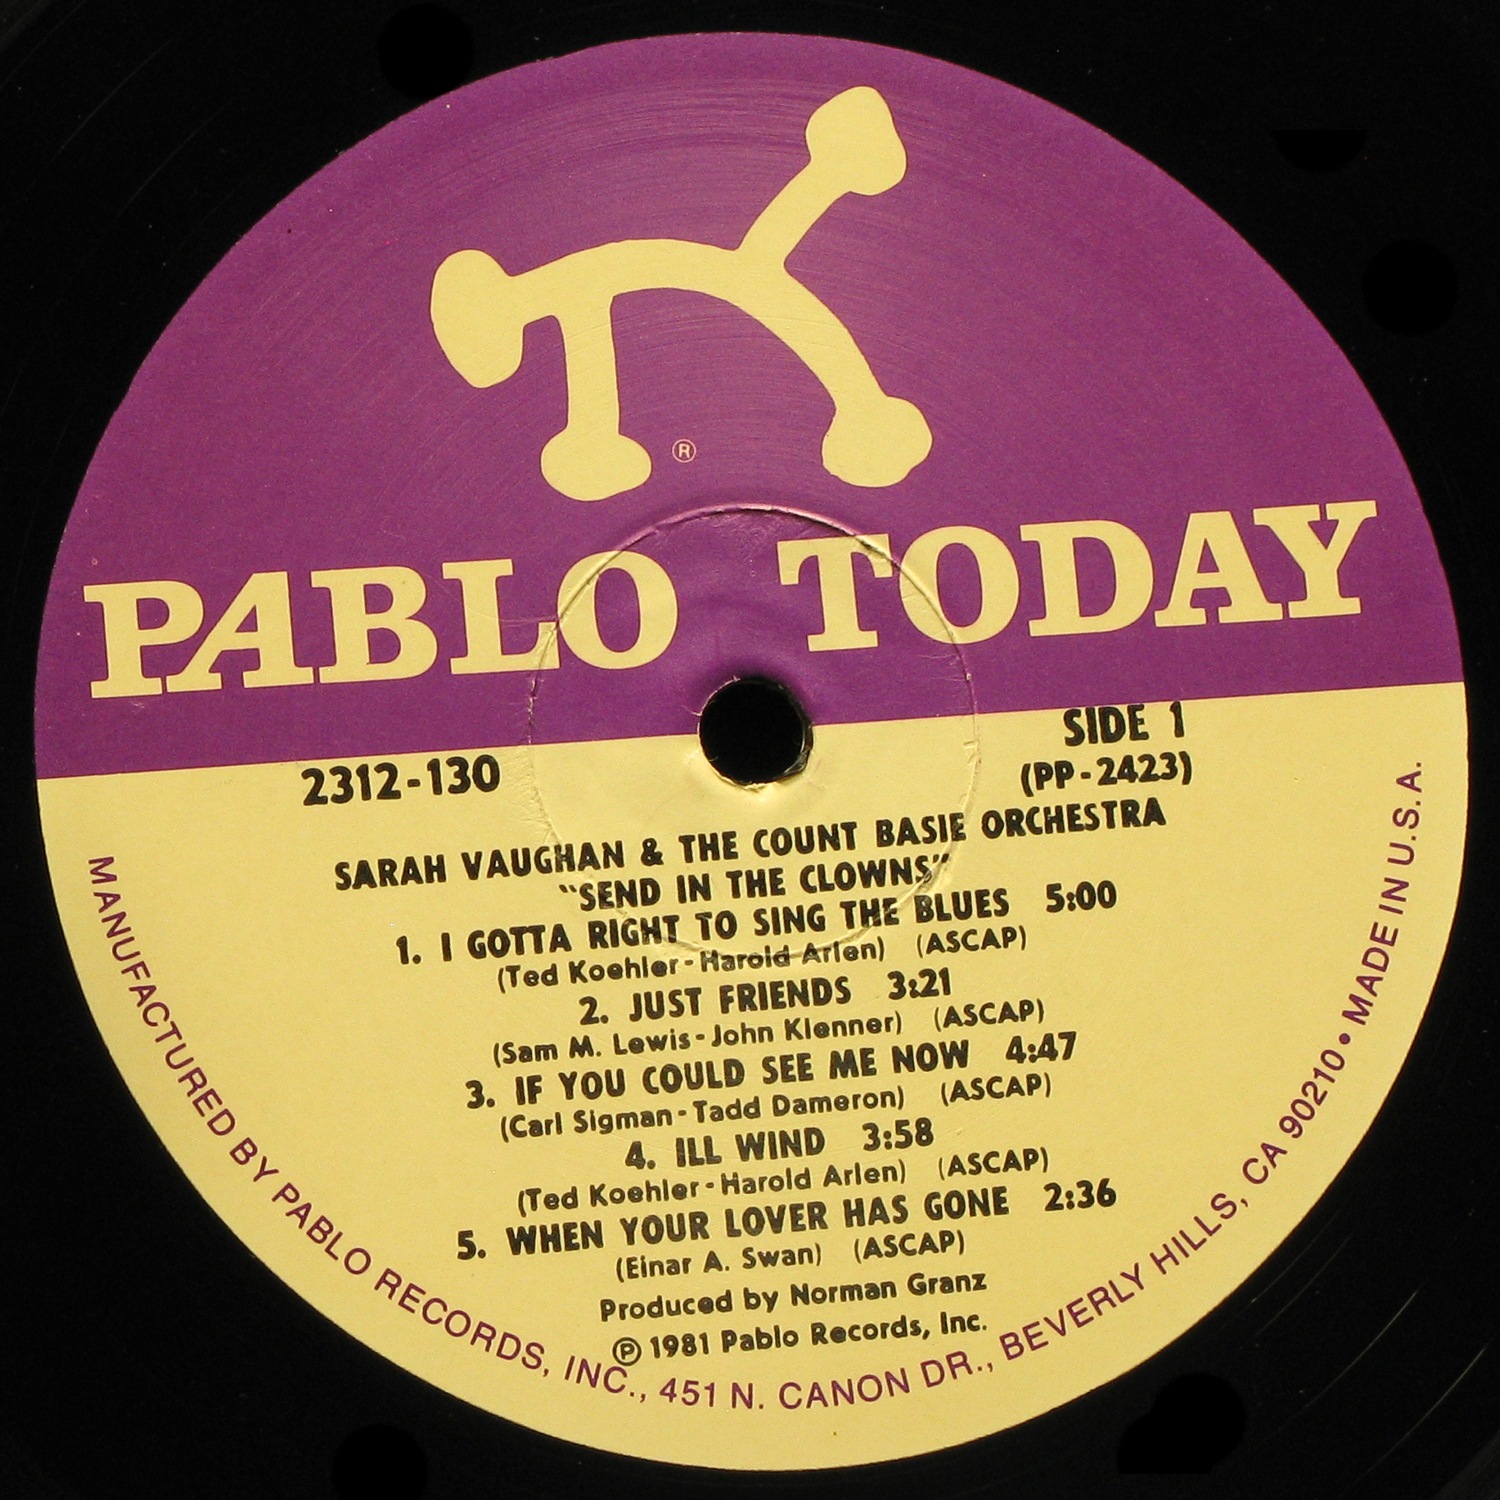 ®
PABLO TODAY
2312-130
SIDE 1
(PP-2423)
SARAH VAUGHAN & THE COUNT BASIE ORCHESTRA
"SEND IN THE CLOWNS"
1. I GOTTA RIGHT TO SING THE BLUES 5:00
(Ted Koehler-Harold Arlen) (ASCAP)
2. JUST FRIENDS 3:21
(Sam M. Lewis-John Klenner) (ASCAP)
3. IF YOU COULD SEE ME NOW 4:47
(Carl Sigman-Tadd Dameron) (ASCAP)
4. ILL WIND 3:58
(Ted Koehler-Harold Arlen) (ASCAP)
5. WHEN YOUR LOVER HAS GONE 2:36
(Einar A. Swan) (ASCAP)
Produced by Norman Granz
℗ 1981 Pablo Records, Inc.
MANUFACTURED BY PABLO RECORDS, INC., 451 N. CANON DR., BEVERLY HILLS, CA 90210 • MADE IN U.S.A.